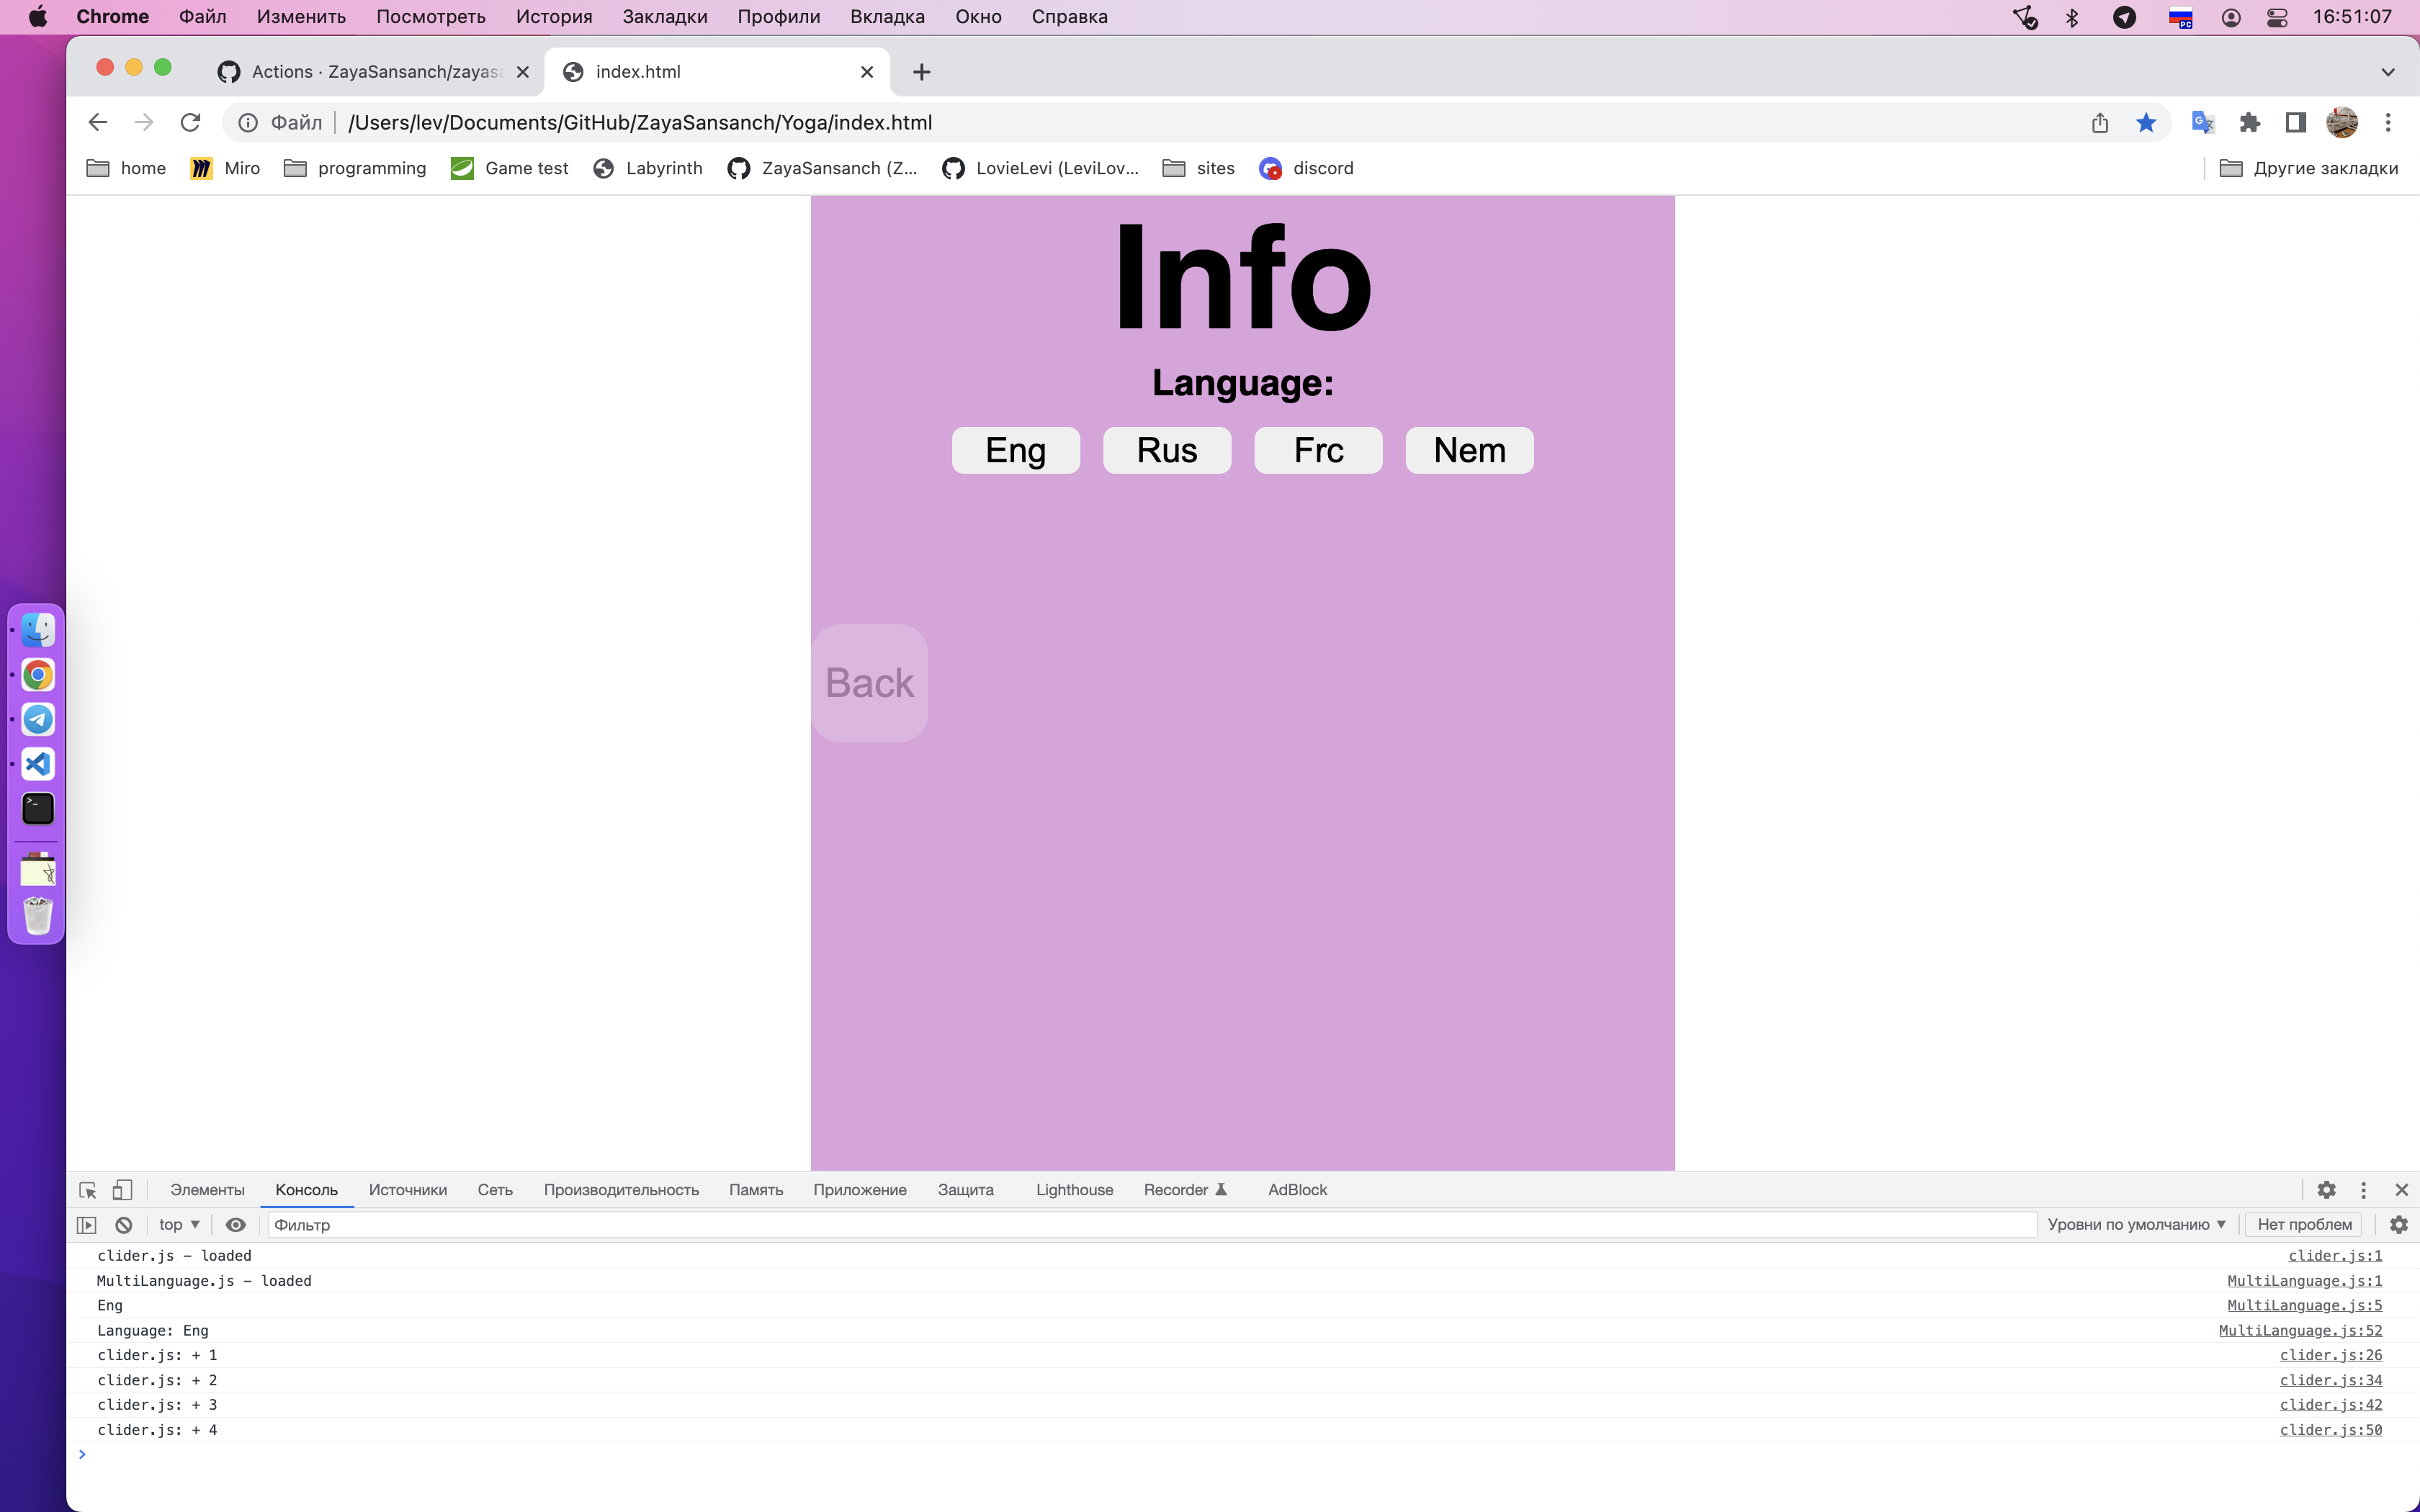 Chrome Файл Изменить Посмотреть История Закладки Профили Вкладка Окно Справка РС 16:51:07
Actions · ZayaSansanch/zayasa index.html
Файл /Users/lev/Documents/GitHub/ZayaSansanch/Yoga/index.html
home Miro programming Game test Labyrinth ZayaSansanch (Z... LovieLevi (LeviLov... sites discord Другие закладки
Info
Language:
Eng Rus Frc Nem
Back
Элементы Консоль Источники Сеть Производительность Память Приложение Защита Lighthouse Recorder AdBlock
top Фильтр Уровни по умолчанию Нет проблем
clider.js - loaded clider.js:1
MultiLanguage.js - loaded MultiLanguage.js:1
Eng MultiLanguage.js:5
Language: Eng MultiLanguage.js:52
clider.js: + 1 clider.js:26
clider.js: + 2 clider.js:34
clider.js: + 3 clider.js:42
clider.js: + 4 clider.js:50